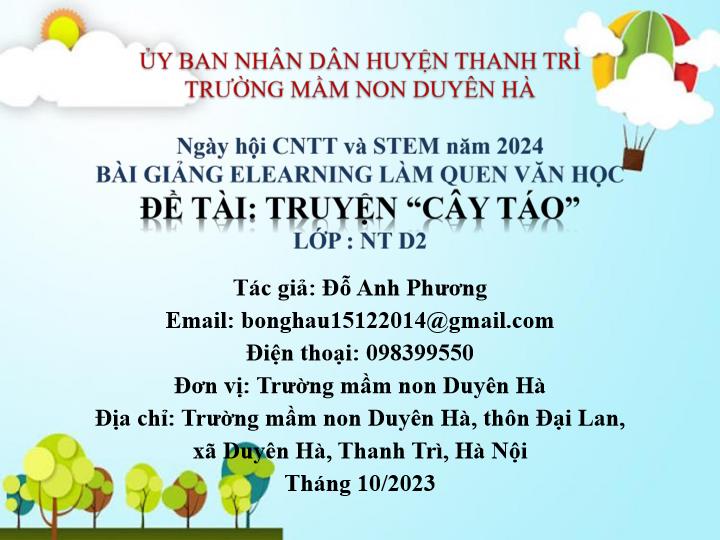 ỦY BAN NHÂN DÂN HUYỆN THANH TRÌ
TRƯỜNG MẦM NON DUYÊN HÀ
Ngày hội CNTT và STEM năm 2024
BÀI GIẢNG ELEARNING LÀM QUEN VĂN HỌC
ĐỀ TÀI: TRUYỆN “CÂY TÁO”
LỚP : NT D2
Tác giả: Đỗ Anh Phương
Email: bonghau15122014@gmail.com
Điện thoại: 098399550
Đơn vị: Trường mầm non Duyên Hà
Địa chỉ: Trường mầm non Duyên Hà, thôn Đại Lan,
xã Duyên Hà, Thanh Trì, Hà Nội
Tháng 10/2023